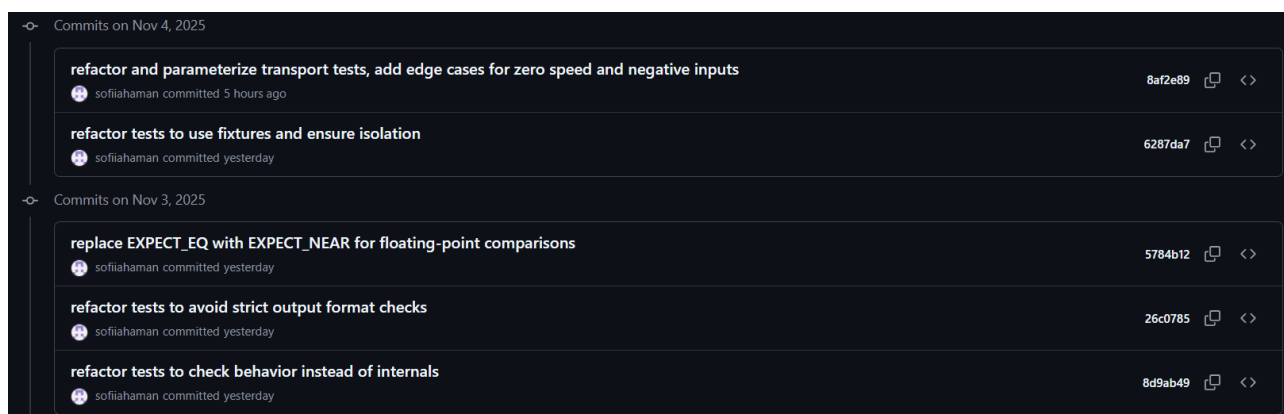 Commits on Nov 4, 2025
refactor and parameterize transport tests, add edge cases for zero speed and negative inputs
8af2e89
sofiiahaman committed 5 hours ago
refactor tests to use fixtures and ensure isolation
6287da7
sofiiahaman committed yesterday
Commits on Nov 3, 2025
replace EXPECT_EQ with EXPECT_NEAR for floating-point comparisons
5784b12
sofiiahaman committed yesterday
refactor tests to avoid strict output format checks
26c0785
sofiiahaman committed yesterday
refactor tests to check behavior instead of internals
8d9ab49
sofiiahaman committed yesterday